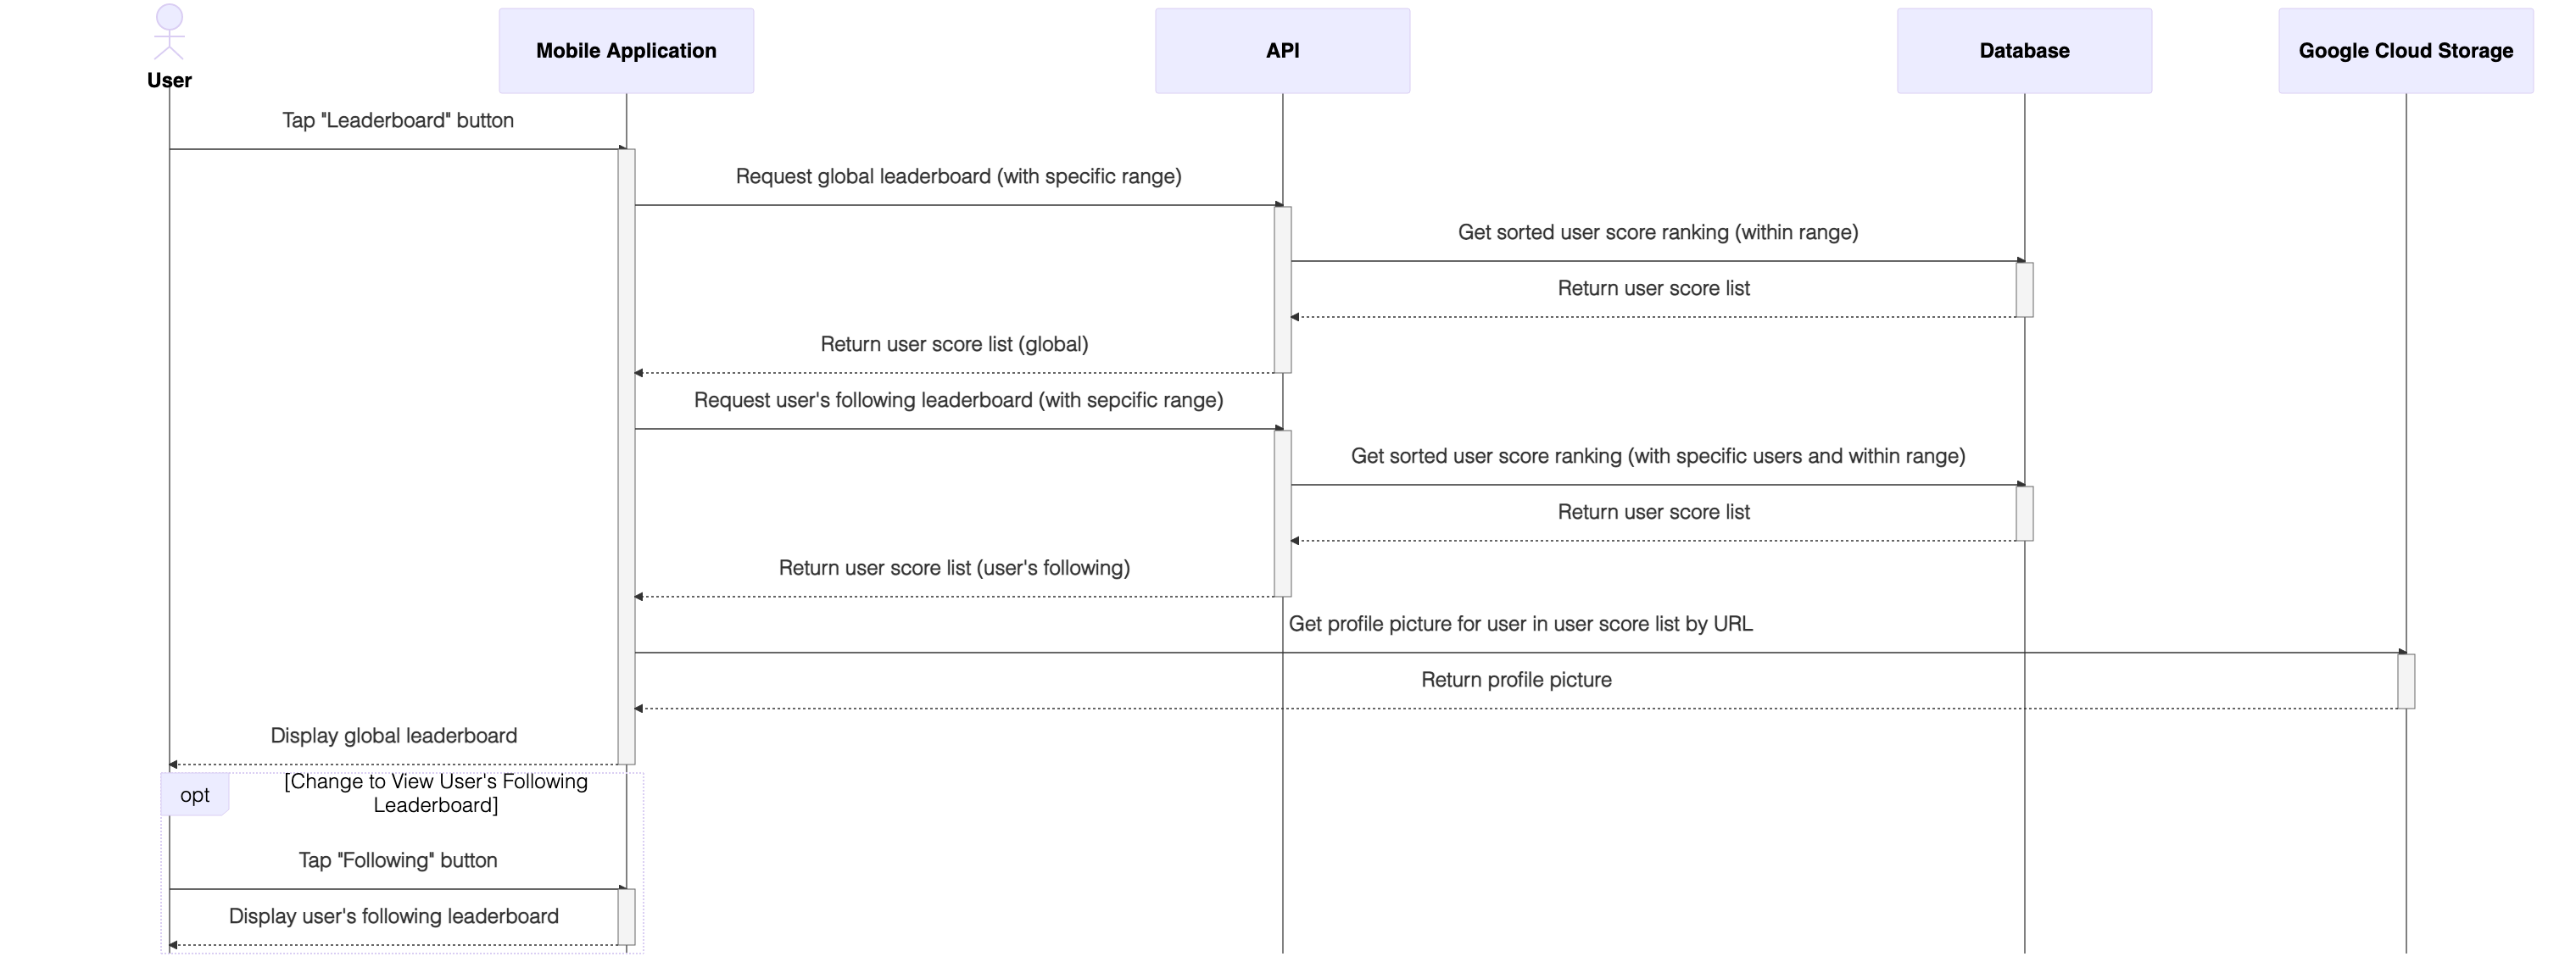 User
Mobile Application
API
Database
Google Cloud Storage
Tap "Leaderboard" button
Request global leaderboard (with specific range)
Get sorted user score ranking (within range)
Return user score list
Return user score list (global)
Request user's following leaderboard (with sepcific range)
Get sorted user score ranking (with specific users and within range)
Return user score list
Return user score list (user's following)
Get profile picture for user in user score list by URL
Return profile picture
Display global leaderboard
opt
[Change to View User's Following
Leaderboard]
Tap "Following" button
Display user's following leaderboard